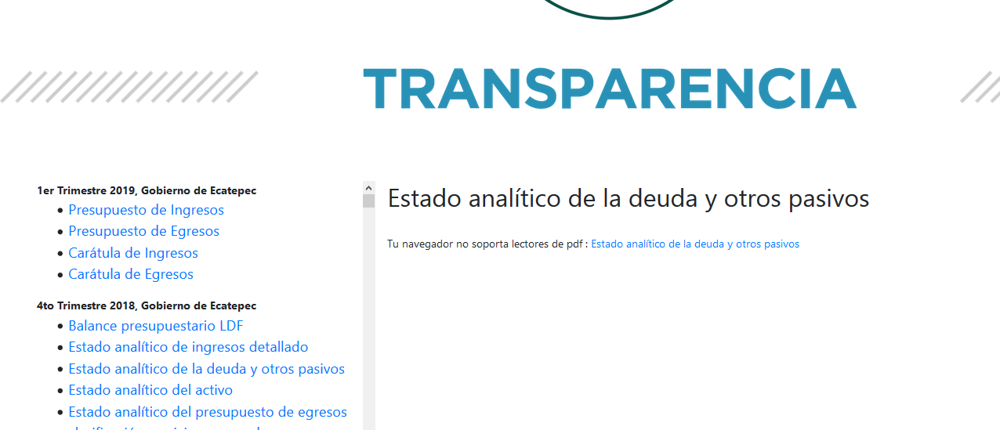 TRANSPARENCIA
1er Trimestre 2019, Gobierno de Ecatepec
Presupuesto de Ingresos
Presupuesto de Egresos
Carátula de Ingresos
Carátula de Egresos
4to Trimestre 2018, Gobierno de Ecatepec
Balance presupuestario LDF
Estado analítico de ingresos detallado
Estado analítico de la deuda y otros pasivos
Estado analítico del activo
Estado analítico del presupuesto de egresos
Estado analítico de la deuda y otros pasivos
Tu navegador no soporta lectores de pdf : Estado analítico de la deuda y otros pasivos